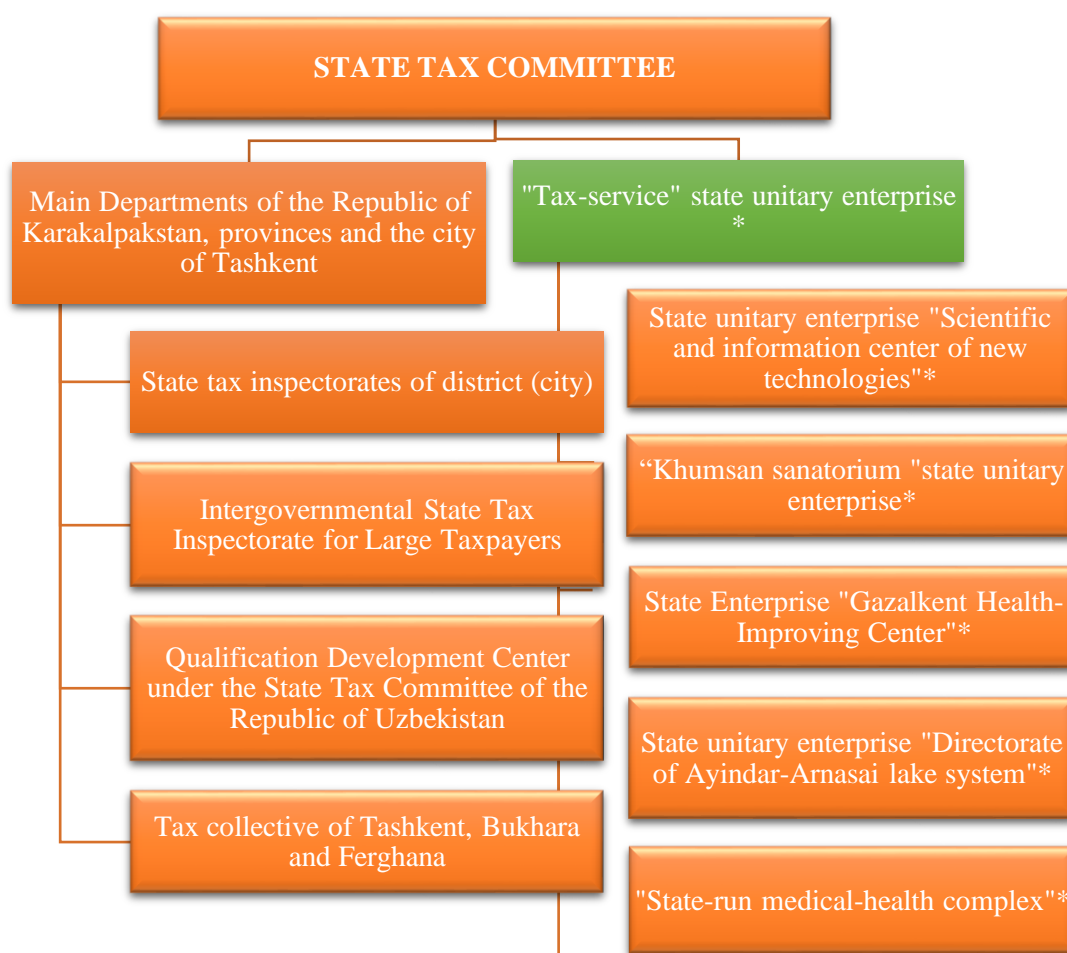 STATE TAX COMMITTEE
Main Departments of the Republic of
Karakalpakstan, provinces and the city
of Tashkent
"Tax-service" state unitary enterprise
*
State tax inspectorates of district (city)
Intergovernmental State Tax
Inspectorate for Large Taxpayers
Qualification Development Center
under the State Tax Committee of the
Republic of Uzbekistan
Tax collective of Tashkent, Bukhara
and Ferghana
State unitary enterprise "Scientific
and information center of new
technologies"*
“Khumsan sanatorium "state unitary
enterprise*
State Enterprise "Gazalkent Health-
Improving Center"*
State unitary enterprise "Directorate
of Ayindar-Arnasai lake system"*
"State-run medical-health complex"*